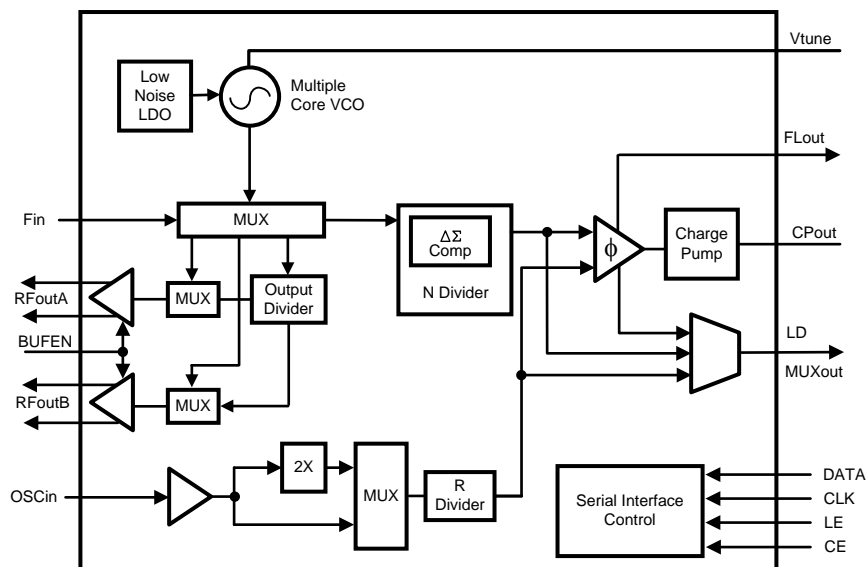 Vtune
Low
Noise
LDO
Multiple
Core VCO
FLout
Fin
MUX
ΔΣ
Comp
N Divider
ϕ
Charge
Pump
CPout
RFoutA
MUX
Output
Divider
BUFEN
LD
MUXout
RFoutB
MUX
OSCin
2X
MUX
R
Divider
Serial Interface
Control
DATA
CLK
LE
CE